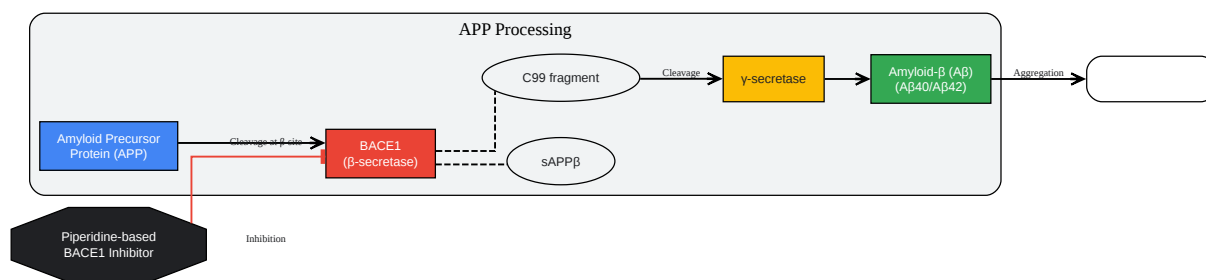 APP Processing
C99 fragment
Cleavage
γ-secretase
Amyloid-β (Aβ)
(Aβ40/Aβ42)
Aggregation
Amyloid Precursor
Protein (APP)
Cleavage at β site
BACE1
(β-secretase)
sAPPβ
Piperidine-based
BACE1 Inhibitor
Inhibition